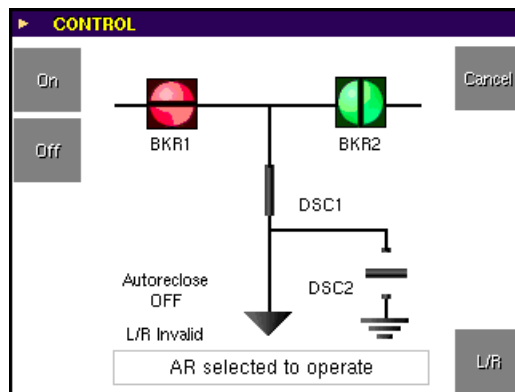 CONTROL
On
Cancel
Off
BKR1
BKR2
DSC1
DSC2
Autoreclose
OFF
L/R Invalid
AR selected to operate
L/R